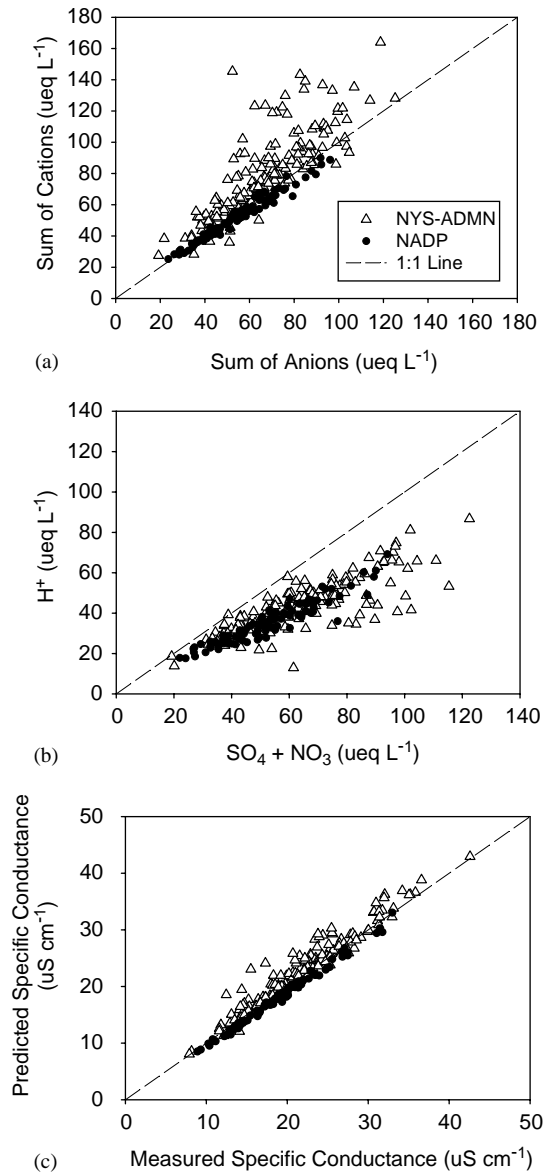 180
160
140
120
100
80
60
40
20
0
Sum of Cations (ueq L⁻¹)
NYS-ADMN
NADP
1:1 Line
0 20 40 60 80 100 120 140 160 180
(a) Sum of Anions (ueq L⁻¹)
140
120
100
80
60
40
20
0
H⁺ (ueq L⁻¹)
0 20 40 60 80 100 120 140
(b) SO₄ + NO₃ (ueq L⁻¹)
50
40
30
20
10
0
Predicted Specific Conductance
(uS cm⁻¹)
0 10 20 30 40 50
(c) Measured Specific Conductance (uS cm⁻¹)